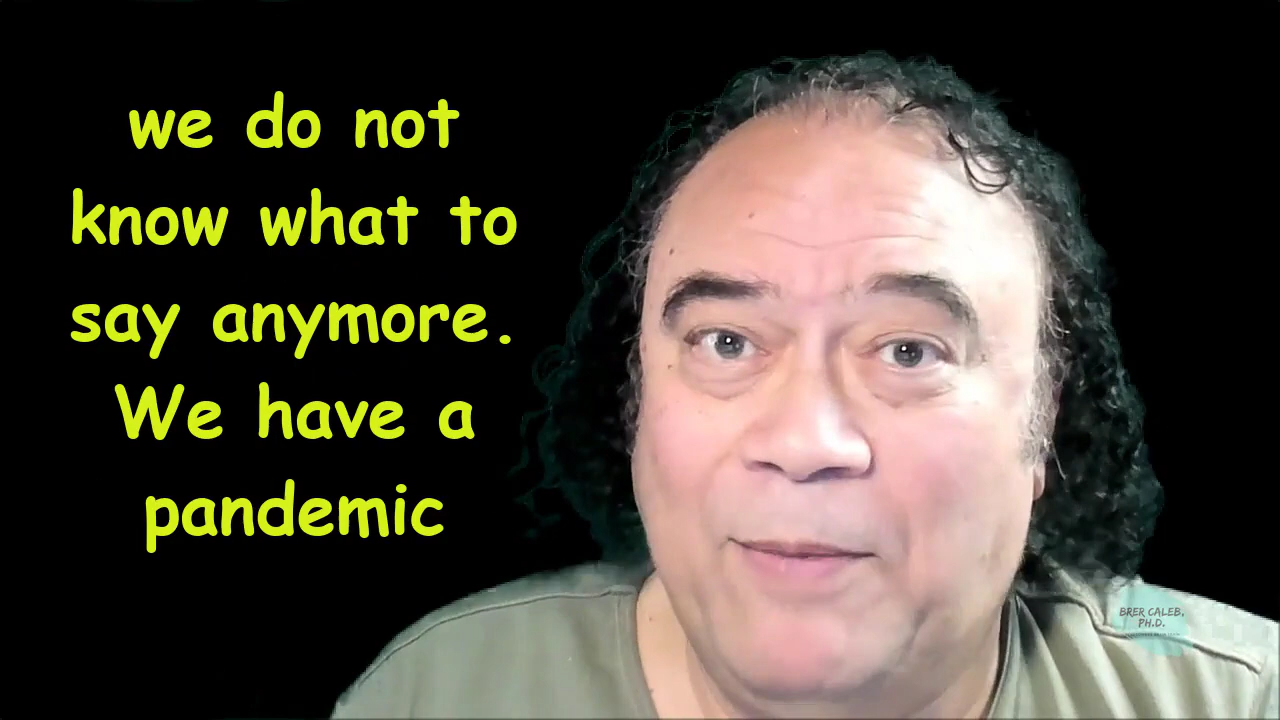 we do not
know what to
say anymore.
We have a
pandemic
BRER CALEB,
PH.D.